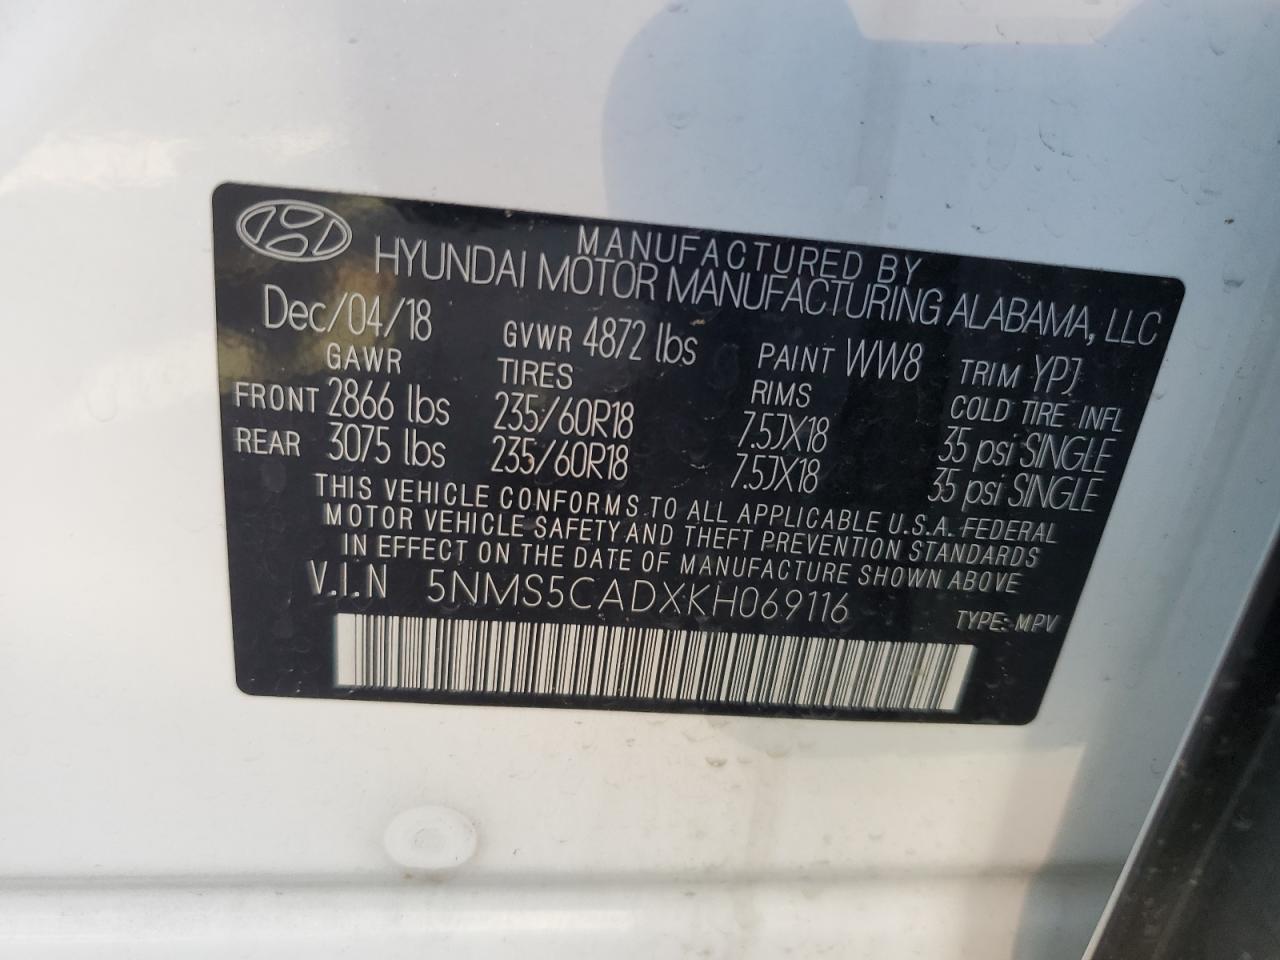 MANUFACTURED BY
HYUNDAI MOTOR MANUFACTURING ALABAMA, LLC
Dec/04/18 GVWR 4872 lbs PAINT WW8 TRIM YPJ
GAWR TIRES RIMS COLD TIRE INFL
FRONT 2866 lbs 235/60R18 7.5JX18 35 psi SINGLE
REAR 3075 lbs 235/60R18 7.5JX18 35 psi SINGLE
THIS VEHICLE CONFORMS TO ALL APPLICABLE U.S.A. FEDERAL
MOTOR VEHICLE SAFETY AND THEFT PREVENTION STANDARDS
IN EFFECT ON THE DATE OF MANUFACTURE SHOWN ABOVE
V.I.N 5NMS5CADXKH069116 TYPE: MPV